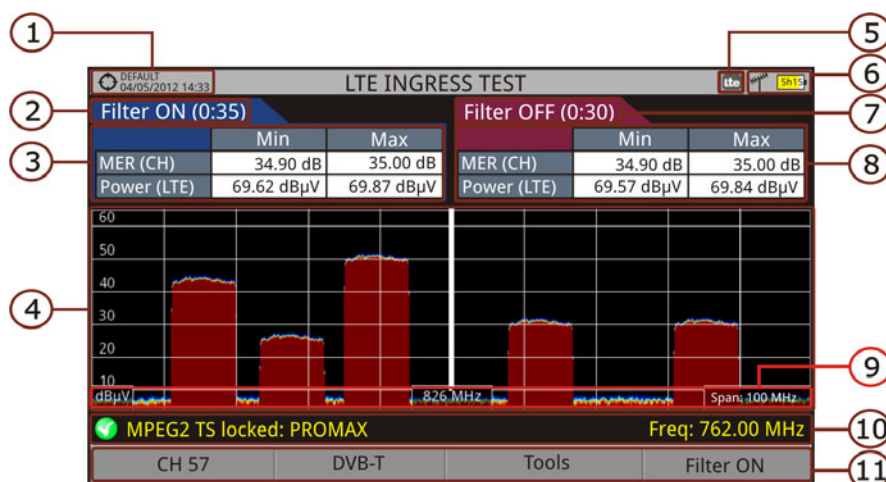 1
5
DEFAULT
04/05/2012 14:33
LTE INGRESS TEST
lte
5h15
6
2
Filter ON (0:35)
Filter OFF (0:30)
7
Min Max
Min Max
3
MER (CH) 34.90 dB 35.00 dB
MER (CH) 34.90 dB 35.00 dB
8
Power (LTE) 69.62 dBµV 69.87 dBµV
Power (LTE) 69.57 dBµV 69.84 dBµV
60
50
40
4
30
20
10
9
dBµV 826 MHz Span: 100 MHz
MPEG2 TS locked: PROMAX Freq: 762.00 MHz
10
CH 57 DVB-T Tools Filter ON
11